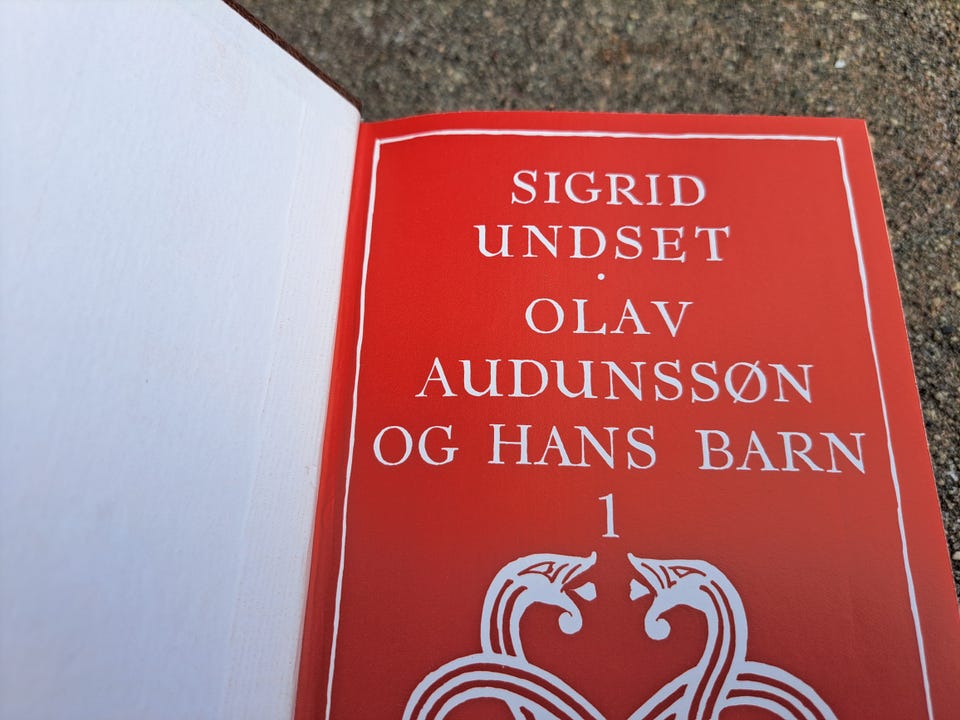 SIGRID
UNDSET
·
OLAV
AUDUNSSØN
OG HANS BARN
1